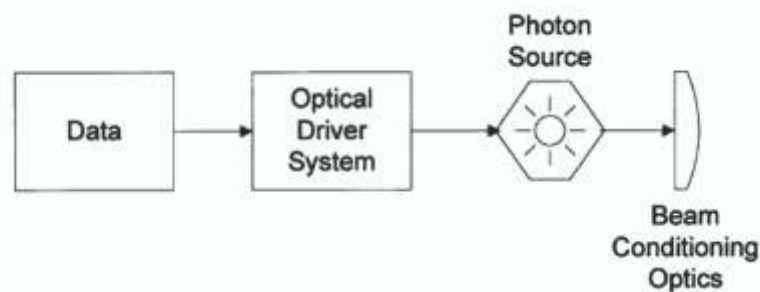 Data
Optical
Driver
System
Photon
Source
Beam
Conditioning
Optics